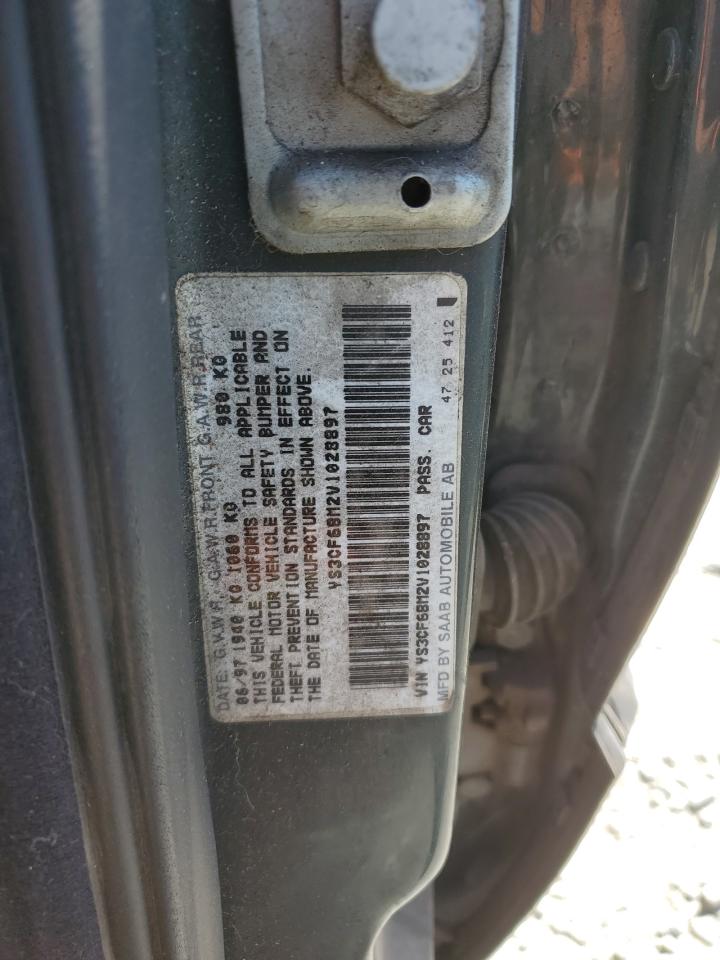 DATE: G.V.W.R. G.A.W.R. FRONT G.A.W.R. REAR
06/97 1940 KG 1060 KG 980 KG
THIS VEHICLE CONFORMS TO ALL APPLICABLE
FEDERAL MOTOR VEHICLE SAFETY BUMPER AND
THEFT PREVENTION STANDARDS IN EFFECT ON
THE DATE OF MANUFACTURE SHOWN ABOVE.
YS3CF68M2V1028897
VIN YS3CF68M2V1028897 PASS. CAR
MFD BY SAAB AUTOMOBILE AB 47 25 412